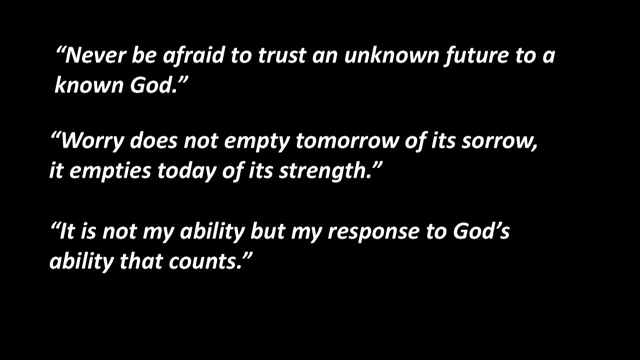 “Never be afraid to trust an unknown future to a
known God.”
“Worry does not empty tomorrow of its sorrow,
it empties today of its strength.”
“It is not my ability but my response to God’s
ability that counts.”